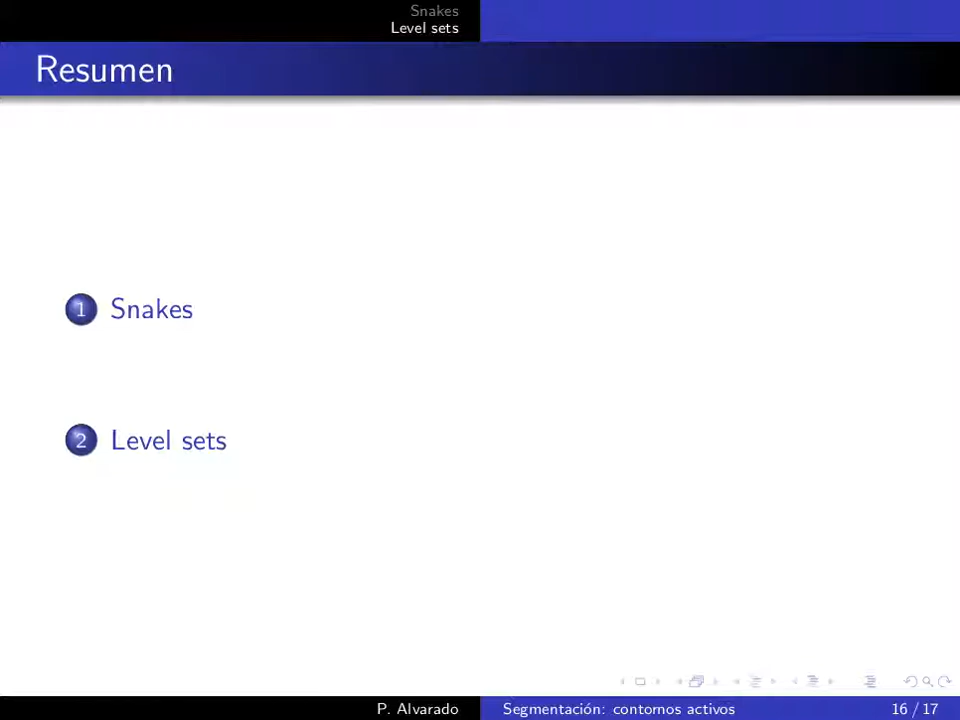 Snakes
Level sets
Resumen
1 Snakes
2 Level sets
P. Alvarado
Segmentación: contornos activos
16 / 17